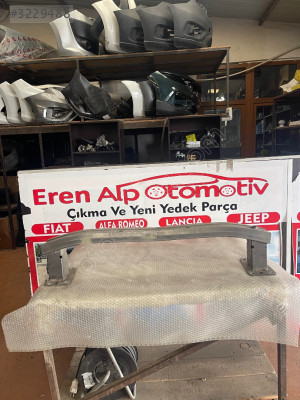 Eren Alp otomotiv
Çıkma Ve Yeni Yedek Parça
FIAT
ALFA ROMEO
LANCIA
JEEP